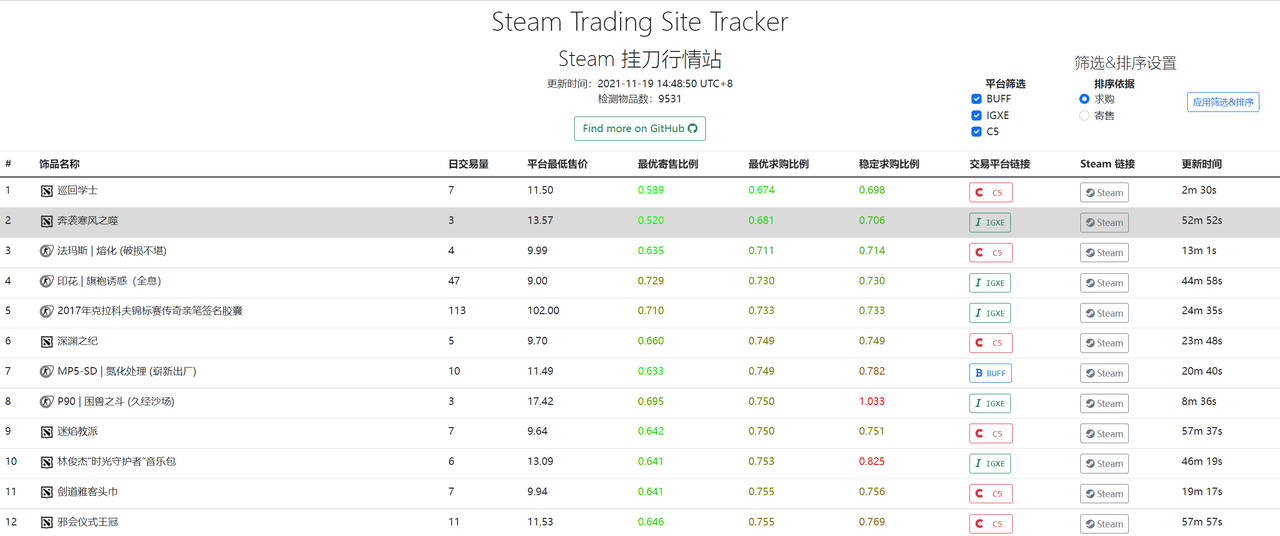 Steam Trading Site Tracker
Steam 挂刀行情站
更新时间：2021-11-19 14:48:50 UTC+8
检测物品数：9531
Find more on GitHub
筛选&排序设置
平台筛选 排序依据
BUFF 求购
IGXE 寄售
C5
应用筛选&排序
# 饰品名称 日交易量 平台最低售价 最优寄售比例 最优求购比例 稳定求购比例 交易平台链接 Steam 链接 更新时间
1 巡回学士 7 11.50 0.589 0.674 0.698 C5 Steam 2m 30s
2 奔袭寒风之噬 3 13.57 0.520 0.681 0.706 IGXE Steam 52m 52s
3 法玛斯 | 熔化 (破损不堪) 4 9.99 0.635 0.711 0.714 C5 Steam 13m 1s
4 印花 | 旗袍诱惑（全息） 47 9.00 0.729 0.730 0.730 IGXE Steam 44m 58s
5 2017年克拉科夫锦标赛传奇亲笔签名胶囊 113 102.00 0.710 0.733 0.733 IGXE Steam 24m 35s
6 深渊之纪 5 9.70 0.660 0.749 0.749 C5 Steam 23m 48s
7 MP5-SD | 氮化处理 (崭新出厂) 10 11.49 0.633 0.749 0.782 BUFF Steam 20m 40s
8 P90 | 困兽之斗 (久经沙场) 3 17.42 0.695 0.750 1.033 IGXE Steam 8m 36s
9 迷焰教派 7 9.64 0.642 0.750 0.751 C5 Steam 57m 37s
10 林俊杰"时光守护者"音乐包 6 13.09 0.641 0.753 0.825 IGXE Steam 46m 19s
11 剑道雅客头巾 7 9.94 0.641 0.755 0.756 C5 Steam 19m 17s
12 邪会仪式王冠 11 11.53 0.646 0.755 0.769 C5 Steam 57m 57s